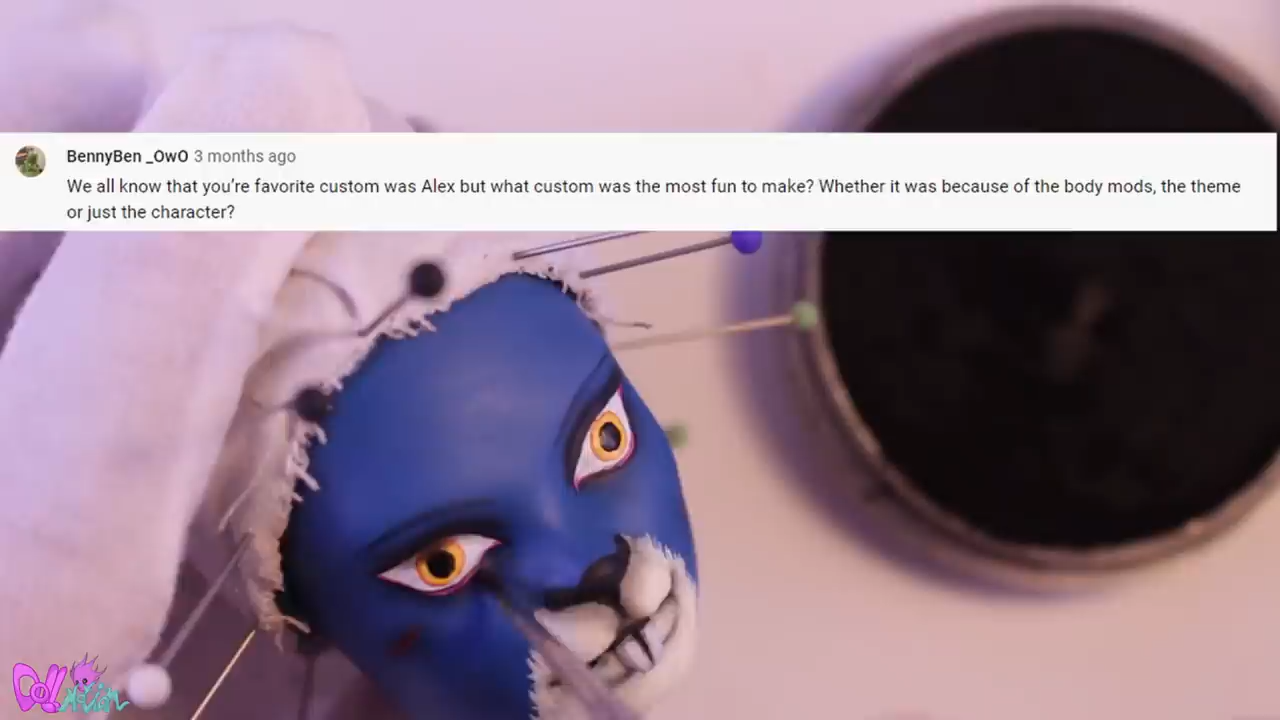 BennyBen _OwO 3 months ago
We all know that you're favorite custom was Alex but what custom was the most fun to make? Whether it was because of the body mods, the theme
or just the character?